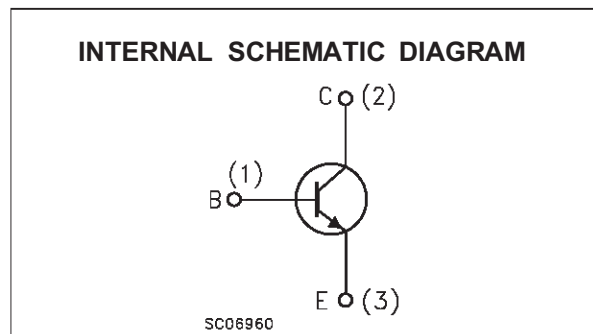 INTERNAL SCHEMATIC DIAGRAM
C (2)
(1)
B
E (3)
SC06960